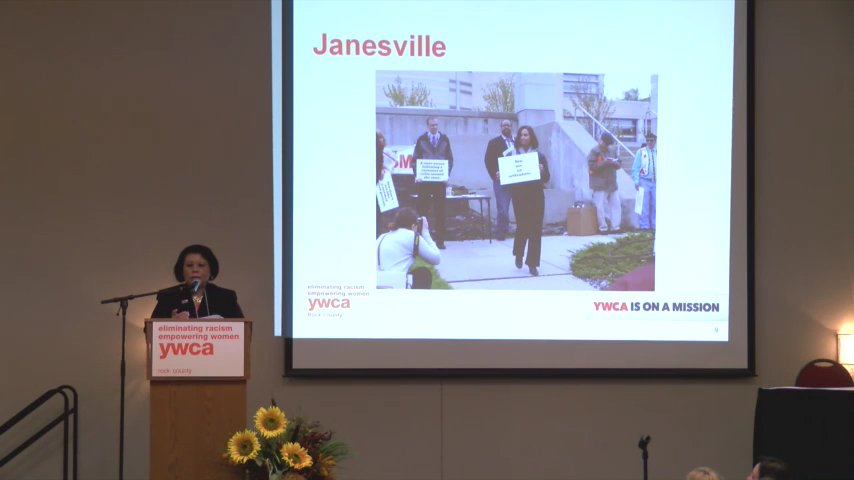 Janesville
eliminating racism
empowering women
ywca
Rock County
YWCA IS ON A MISSION
9
eliminating racism
empowering women
ywca
rock county